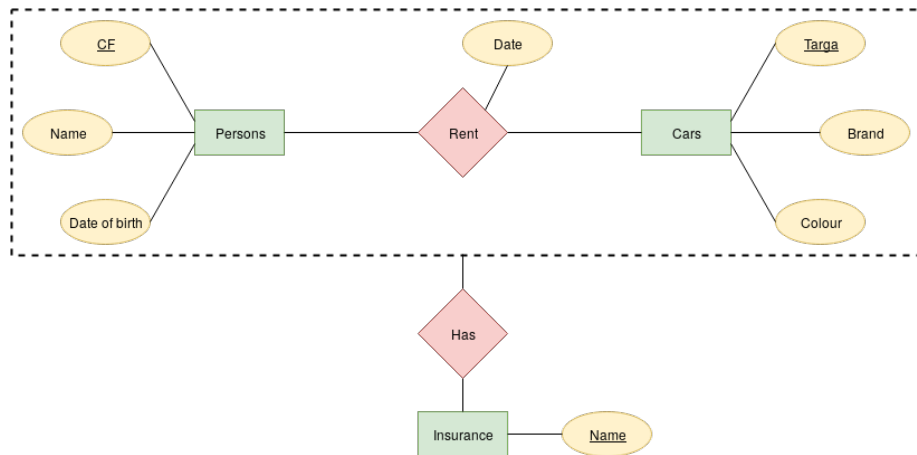 CF
Date
Targa
Name
Persons
Rent
Cars
Brand
Date of birth
Colour
Has
Insurance
Name